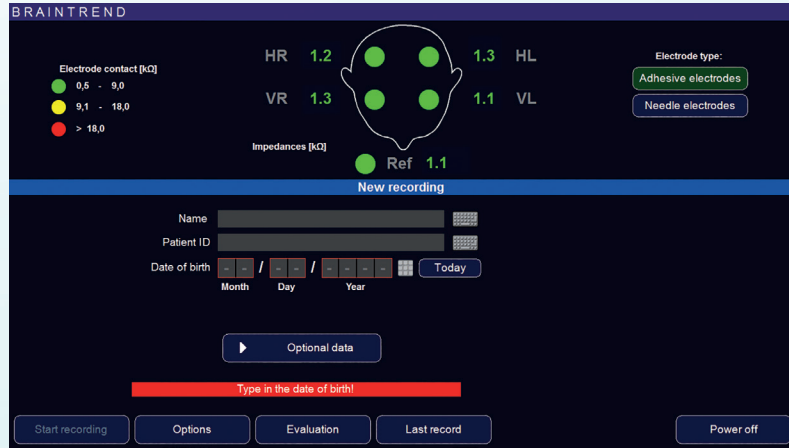 BRAINTREND
HR 1.2 1.3 HL
Electrode type:
Electrode contact [kΩ]
Adhesive electrodes
0,5 - 9,0
VR 1.3 1.1 VL
Needle electrodes
9,1 - 18,0
> 18,0
Impedances [kΩ]
Ref 1.1
New recording
Name
Patient ID
Date of birth - - / - - / - - - - Today
Month Day Year
Optional data
Type in the date of birth!
Start recording Options Evaluation Last record Power off